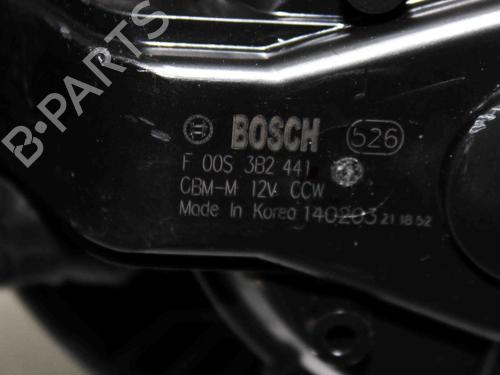 B-PARTS
BOSCH 526
F 00S 3B2 441
CBM-M 12V CCW
Made In Korea 140203 21 18 52